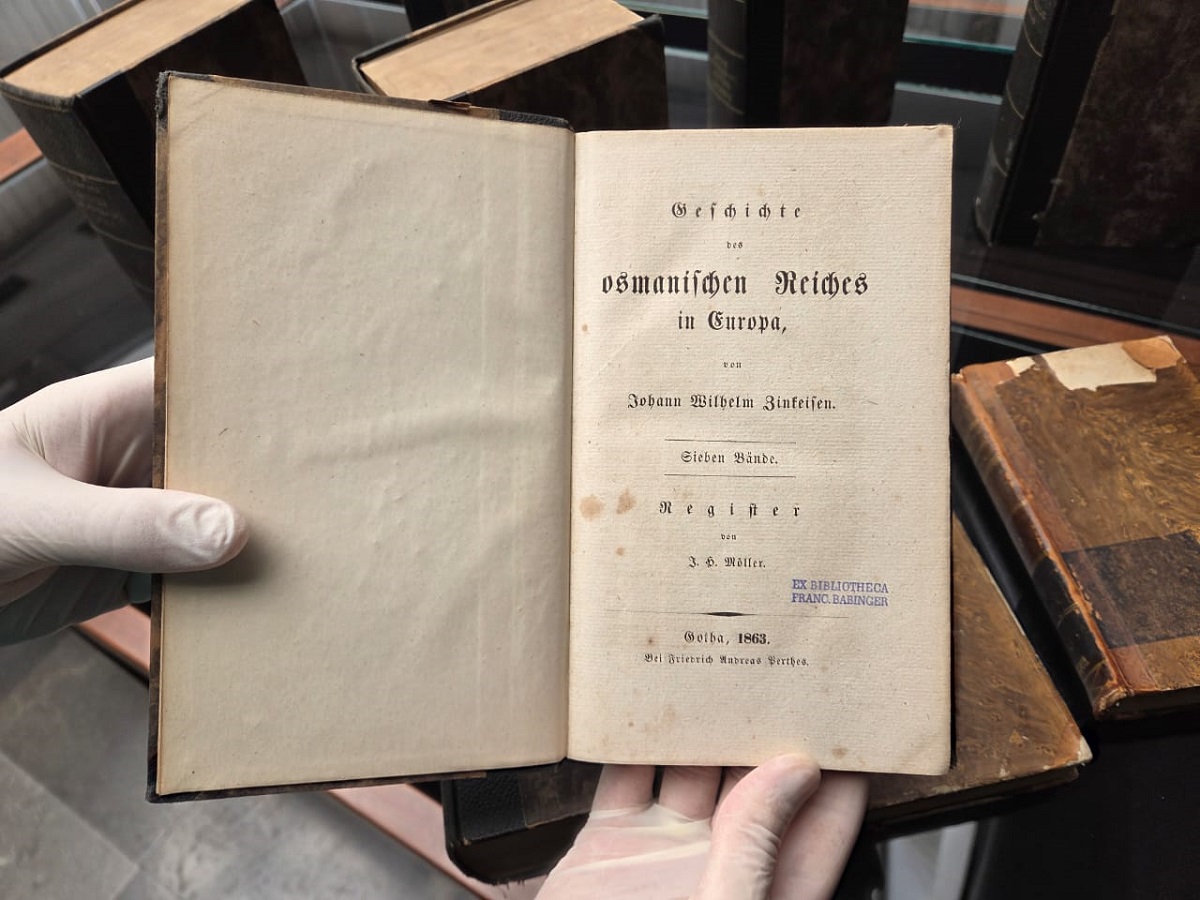 Geschichte
des
osmanischen Reiches
in Europa,
von
Johann Wilhelm Zinkeisen.
Sieben Bände.
Register
von
J. H. Möller.
EX BIBLIOTHECA
FRANC. BABINGER
Gotha, 1863.
Bei Friedrich Andreas Perthes.